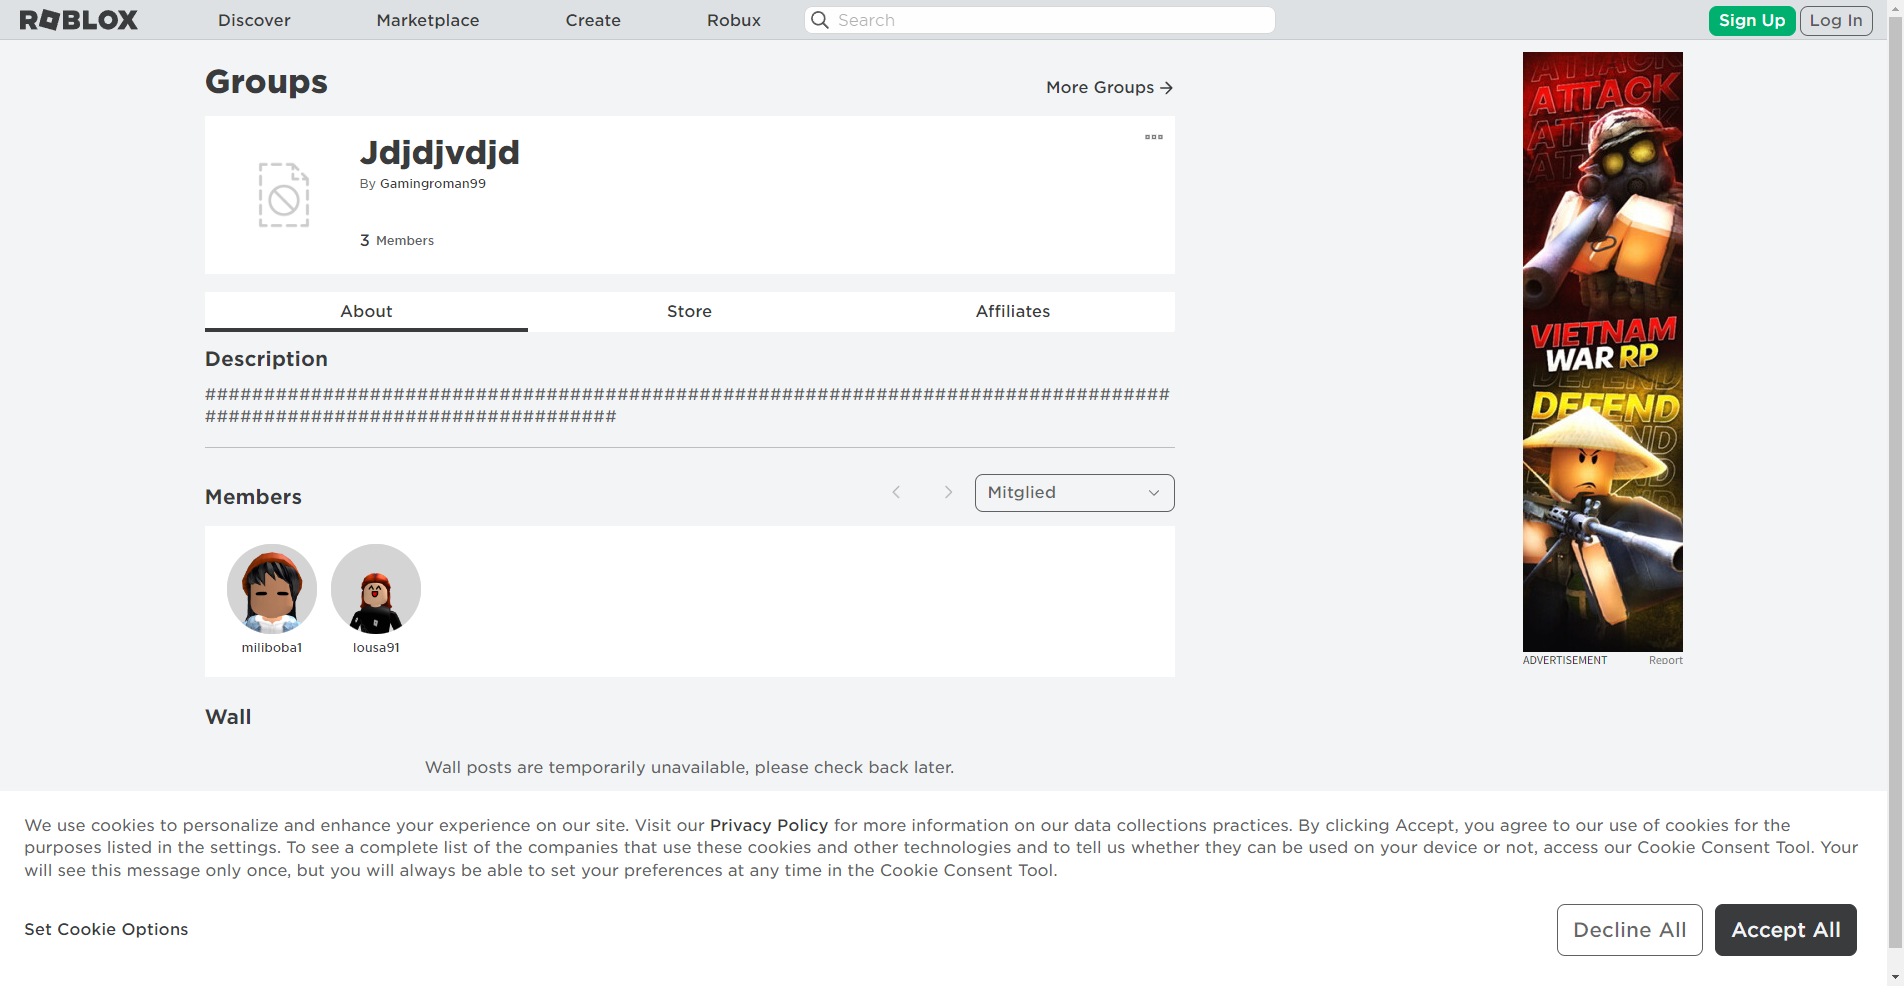 ROBLOX
Discover
Marketplace
Create
Robux
Search
Sign Up
Log In
Groups
More Groups
Jdjdjvdjd
By Gamingroman99
3 Members
About
Store
Affiliates
Description
##################################################################################
###################################
Members
Mitglied
miliboba1
lousa91
Wall
Wall posts are temporarily unavailable, please check back later.
ATTACK
ATTACK
VIETNAM
WAR RP
DEFEND
DEFEND
ADVERTISEMENT
Report
We use cookies to personalize and enhance your experience on our site. Visit our Privacy Policy for more information on our data collections practices. By clicking Accept, you agree to our use of cookies for the
purposes listed in the settings. To see a complete list of the companies that use these cookies and other technologies and to tell us whether they can be used on your device or not, access our Cookie Consent Tool. Your
will see this message only once, but you will always be able to set your preferences at any time in the Cookie Consent Tool.
Set Cookie Options
Decline All
Accept All